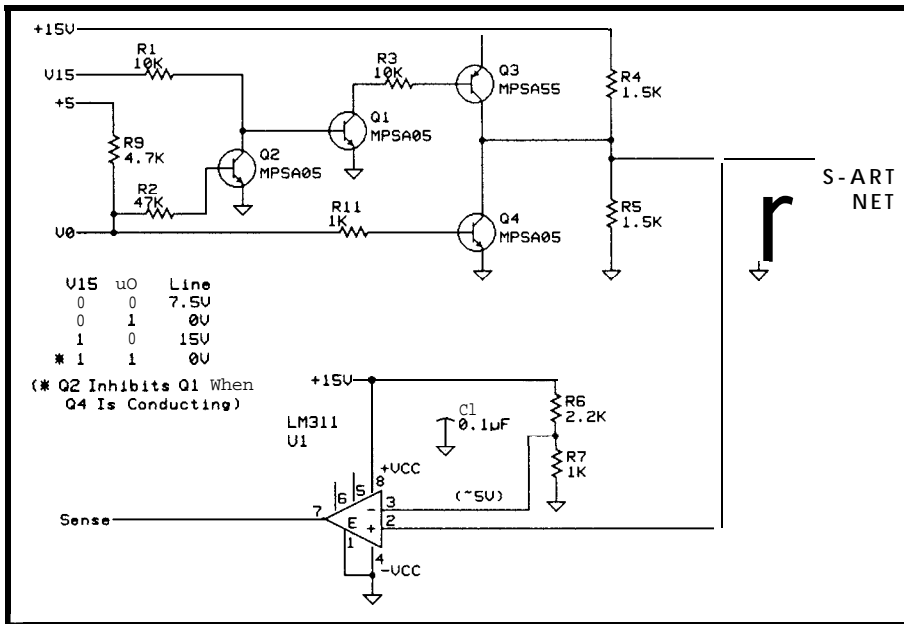 +15V
R1
10K
V15
+5
R9
4.7K
R2
47K
V0
Q2
MPSA05
Q1
MPSA05
R3
10K
Q3
MPSA55
R11
1K
Q4
MPSA05
R4
1.5K
R5
1.5K
S-ART
NET
V15 uO Line
0 0 7.5V
0 1 0V
1 0 15V
* 1 1 0V
(* Q2 Inhibits Q1 When
Q4 Is Conducting)
+15V
LM311
U1
Cl
0.1µF
R6
2.2K
R7
1K
(~5V)
+VCC
8
5
6
7
3
-
2
+
E
1
4
-VCC
Sense